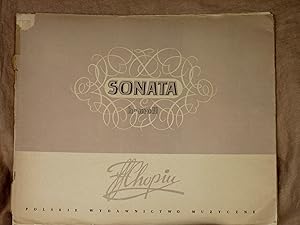 SONATA
FChopin
POLSKIE WYDAWNICTWO MUZYCZNE